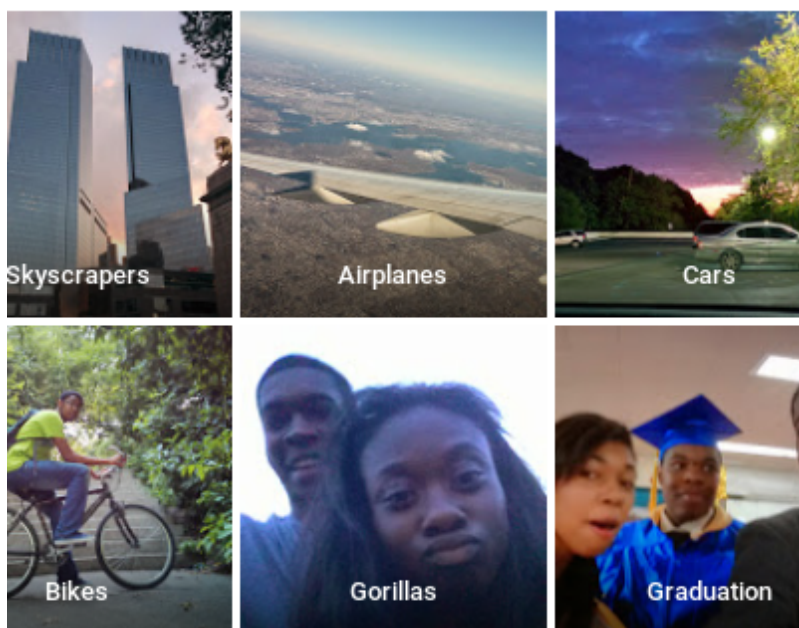 Skyscrapers
Airplanes
Cars
Bikes
Gorillas
Graduation